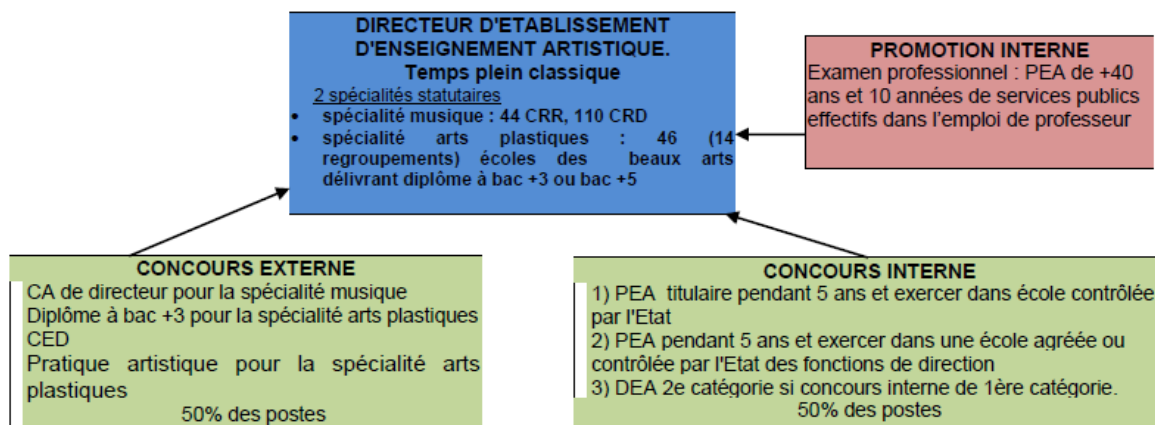 DIRECTEUR D'ETABLISSEMENT
D'ENSEIGNEMENT ARTISTIQUE.
Temps plein classique
2 spécialités statutaires
• spécialité musique : 44 CRR, 110 CRD
• spécialité arts plastiques : 46 (14
regroupements) écoles des beaux arts
délivrant diplôme à bac +3 ou bac +5
PROMOTION INTERNE
Examen professionnel : PEA de +40
ans et 10 années de services publics
effectifs dans l'emploi de professeur
CONCOURS EXTERNE
CA de directeur pour la spécialité musique
Diplôme à bac +3 pour la spécialité arts plastiques
CED
Pratique artistique pour la spécialité arts
plastiques
50% des postes
CONCOURS INTERNE
1) PEA titulaire pendant 5 ans et exercer dans école contrôlée
par l'Etat
2) PEA pendant 5 ans et exercer dans une école agréée ou
contrôlée par l'Etat des fonctions de direction
3) DEA 2e catégorie si concours interne de 1ère catégorie.
50% des postes